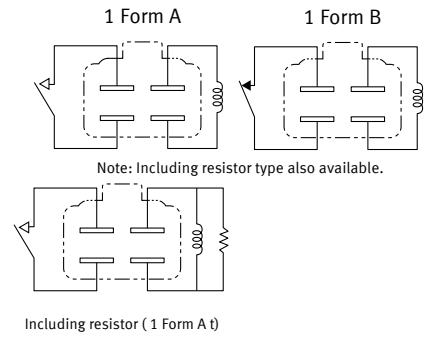 1 Form A
1 Form B
Note: Including resistor type also available.
Including resistor ( 1 Form A t)